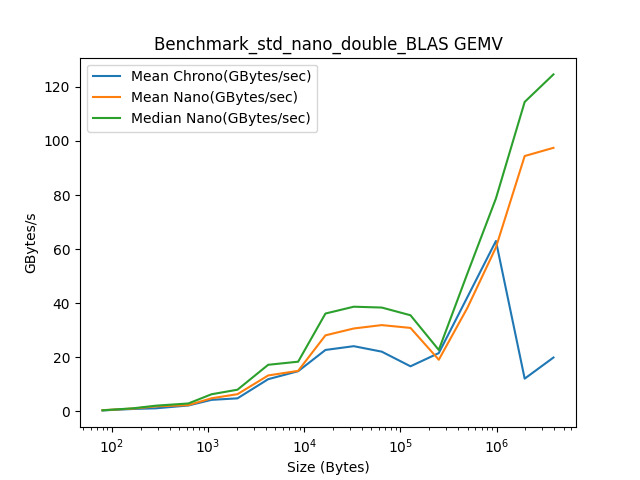 Benchmark_std_nano_double_BLAS GEMV
Mean Chrono(GBytes/sec)
Mean Nano(GBytes/sec)
Median Nano(GBytes/sec)
GBytes/s
120
100
80
60
40
20
0
10²
10³
10⁴
10⁵
10⁶
Size (Bytes)